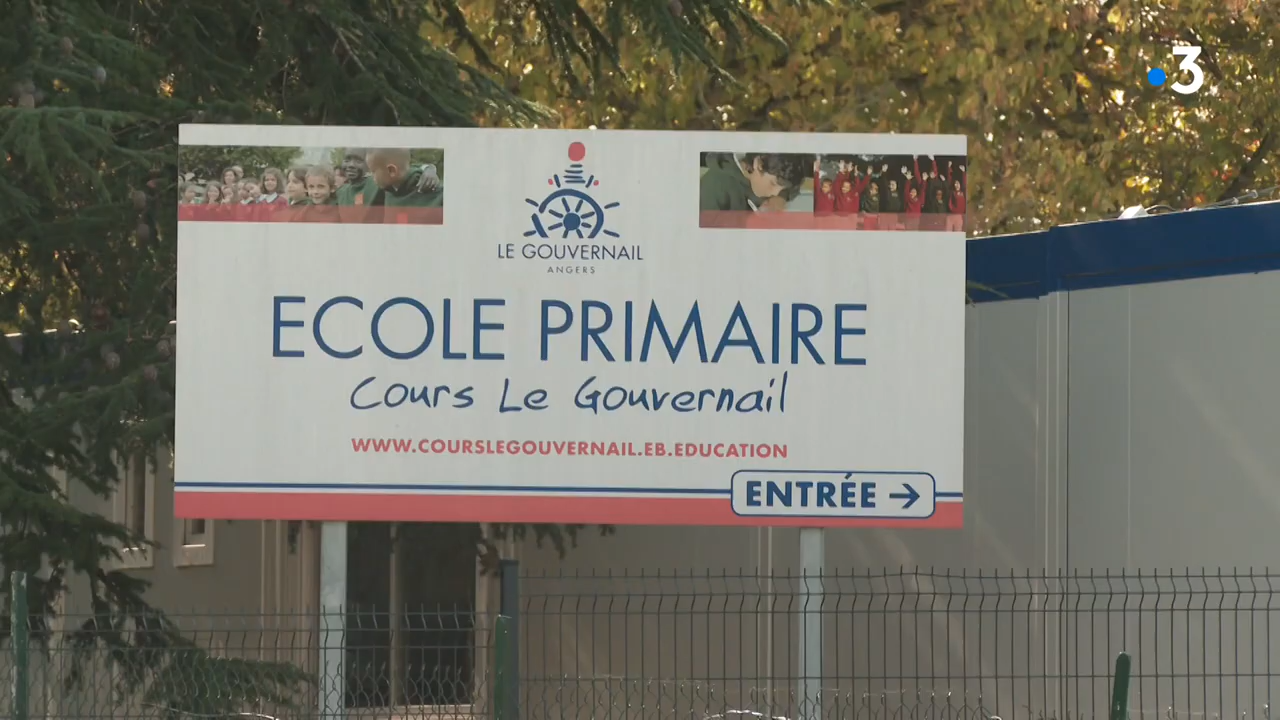 3
LE GOUVERNAIL
ANGERS
ECOLE PRIMAIRE
Cours Le Gouvernail
WWW.COURSLEGOUVERNAIL.EB.EDUCATION
ENTRÉE →